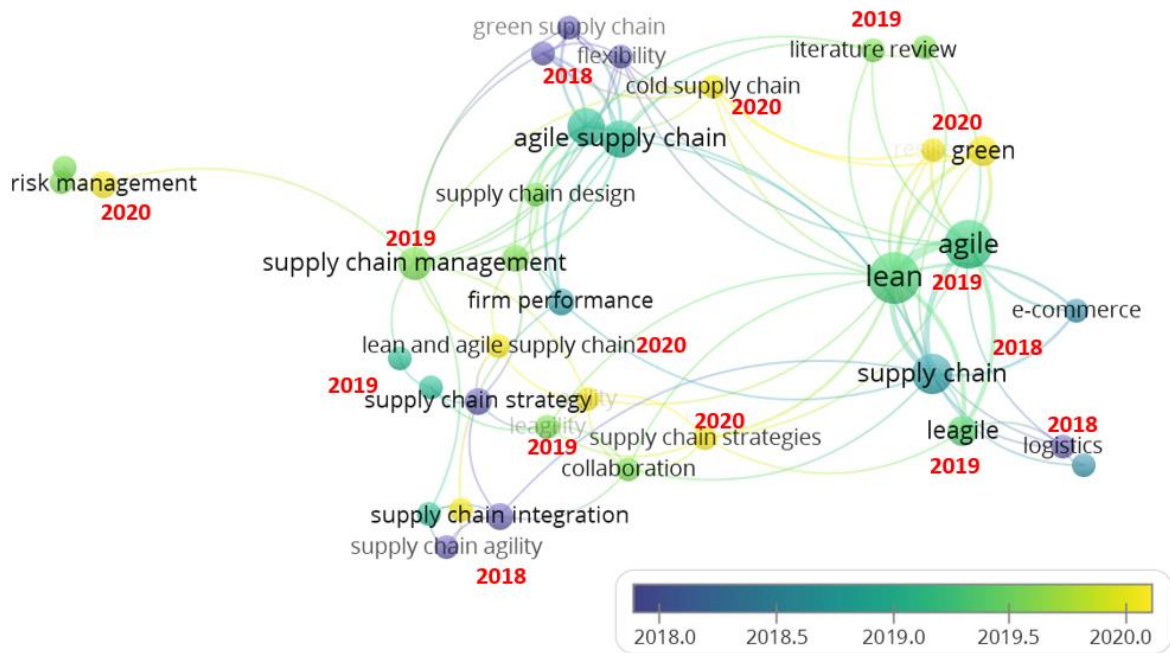 green supply chain
2019
flexibility
literature review
2018
cold supply chain
2020
2020
agile supply chain
green
risk management
supply chain design
2020
2019
agile
supply chain management
lean
2019
firm performance
e-commerce
lean and agile supply chain
2020
2018
2019
supply chain
supply chain strategy
2020
leagility
supply chain strategies
leagile
2018
2019
logistics
collaboration
2019
supply chain integration
supply chain agility
2018
2018.0 2018.5 2019.0 2019.5 2020.0